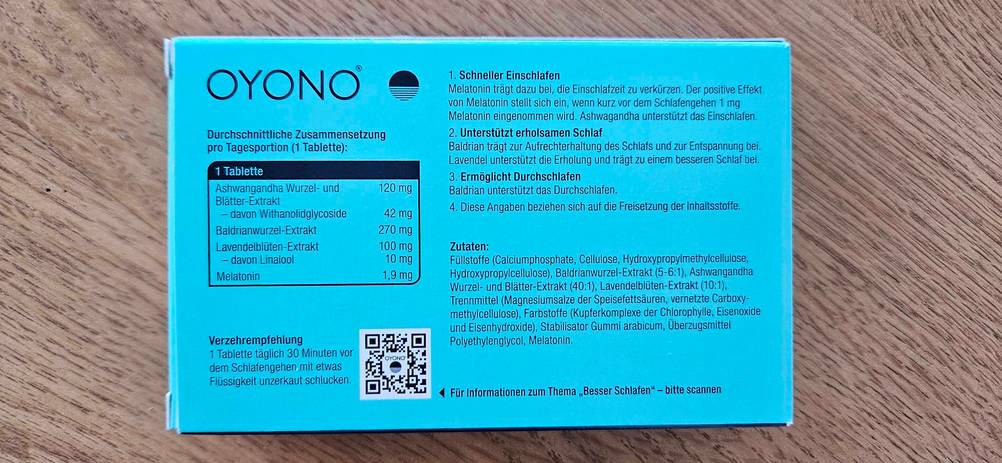 OYONO®
Durchschnittliche Zusammensetzung
pro Tagesportion (1 Tablette):
1 Tablette
Ashwangandha Wurzel- und 120 mg
Blätter-Extrakt
– davon Withanolidglycoside 42 mg
Baldrianwurzel-Extrakt 270 mg
Lavendelblüten-Extrakt 100 mg
– davon Linalool 10 mg
Melatonin 1,9 mg
Verzehrempfehlung
1 Tablette täglich 30 Minuten vor
dem Schlafengehen mit etwas
Flüssigkeit unzerkaut schlucken.
OYONO
1. Schneller Einschlafen
Melatonin trägt dazu bei, die Einschlafzeit zu verkürzen. Der positive Effekt
von Melatonin stellt sich ein, wenn kurz vor dem Schlafengehen 1 mg
Melatonin eingenommen wird. Ashwagandha unterstützt das Einschlafen.
2. Unterstützt erholsamen Schlaf
Baldrian trägt zur Aufrechterhaltung des Schlafs und zur Entspannung bei.
Lavendel unterstützt die Erholung und trägt zu einem besseren Schlaf bei.
3. Ermöglicht Durchschlafen
Baldrian unterstützt das Durchschlafen.
4. Diese Angaben beziehen sich auf die Freisetzung der Inhaltsstoffe.
Zutaten:
Füllstoffe (Calciumphosphate, Cellulose, Hydroxypropylmethylcellulose,
Hydroxypropylcellulose), Baldrianwurzel-Extrakt (5-6:1), Ashwangandha
Wurzel- und Blätter-Extrakt (40:1), Lavendelblüten-Extrakt (10:1),
Trennmittel (Magnesiumsalze der Speisefettsäuren, vernetzte Carboxy-
methylcellulose), Farbstoffe (Kupferkomplexe der Chlorophylle, Eisenoxide
und Eisenhydroxide), Stabilisator Gummi arabicum, Überzugsmittel
Polyethylenglycol, Melatonin.
Für Informationen zum Thema „Besser Schlafen“ – bitte scannen